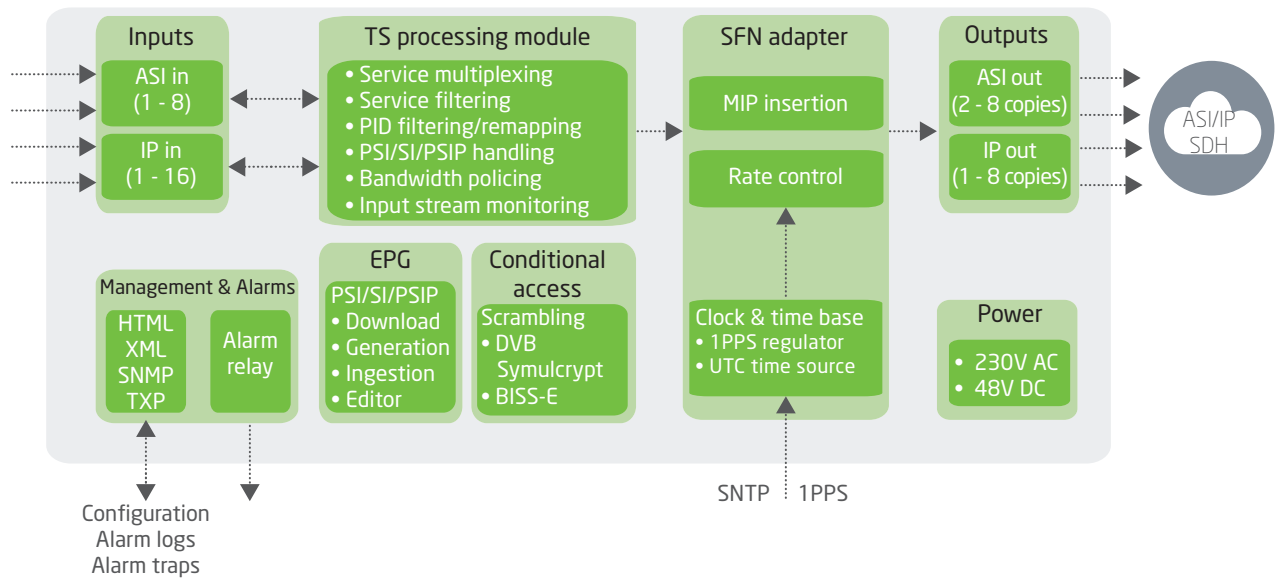 Inputs
ASI in
(1 - 8)
IP in
(1 - 16)
TS processing module
• Service multiplexing
• Service filtering
• PID filtering/remapping
• PSI/SI/PSIP handling
• Bandwidth policing
• Input stream monitoring
SFN adapter
MIP insertion
Rate control
Clock & time base
• 1PPS regulator
• UTC time source
SNTP
1PPS
Outputs
ASI out
(2 - 8 copies)
IP out
(1 - 8 copies)
ASI/IP
SDH
Management & Alarms
HTML
XML
SNMP
TXP
Alarm
relay
Configuration
Alarm logs
Alarm traps
EPG
PSI/SI/PSIP
• Download
• Generation
• Ingestion
• Editor
Conditional
access
Scrambling
• DVB
Symulcrypt
• BISS-E
Power
• 230V AC
• 48V DC